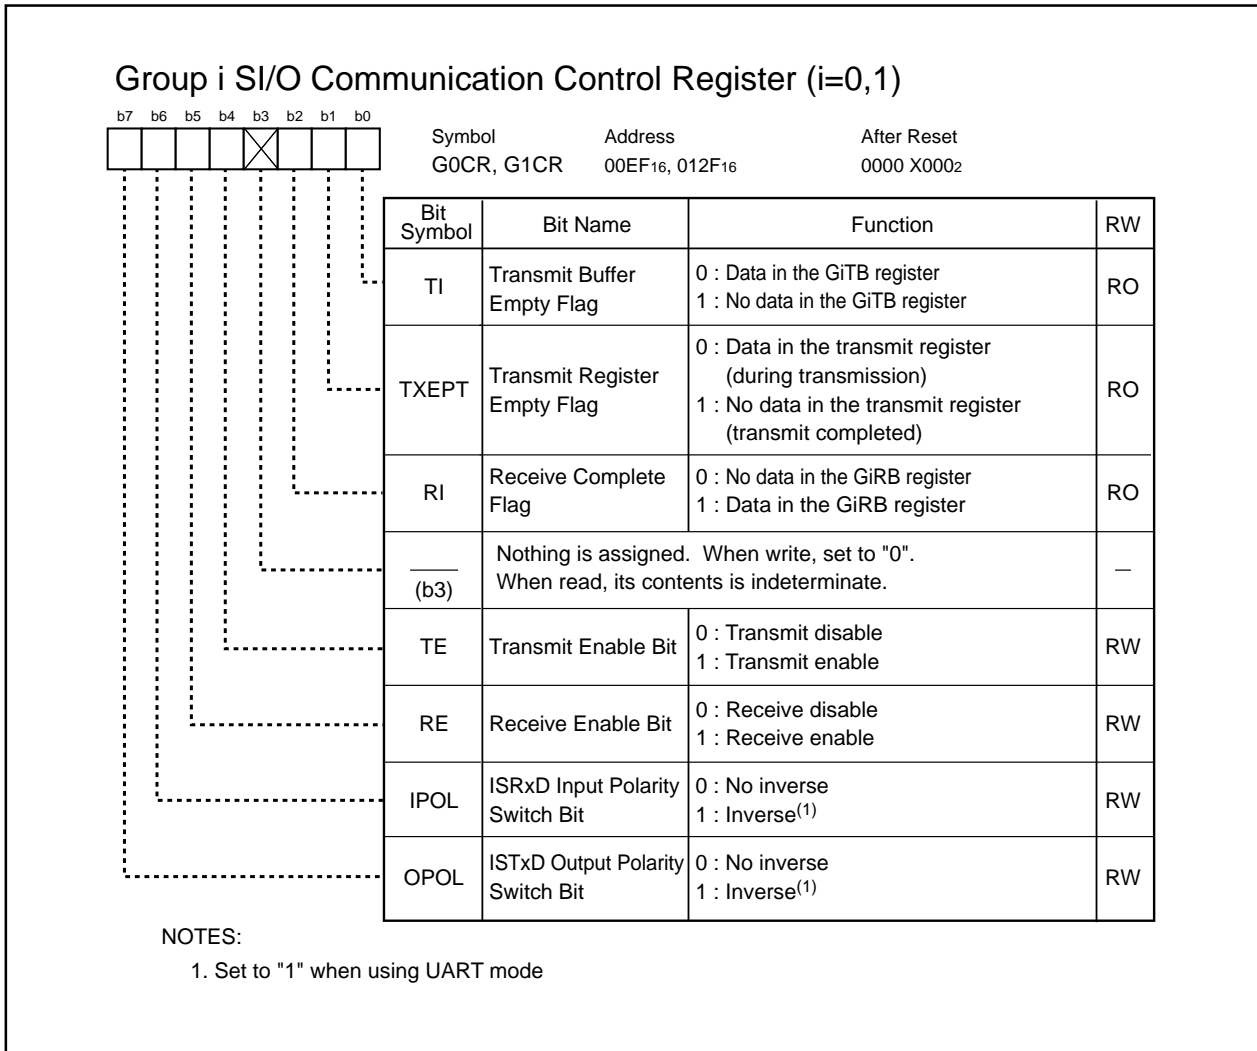 Group i SI/O Communication Control Register (i=0,1)
b7 b6 b5 b4 b3 b2 b1 b0
Symbol Address After Reset
G0CR, G1CR 00EF16, 012F16 0000 X0002
Bit Symbol Bit Name Function RW
TI Transmit Buffer Empty Flag 0 : Data in the GiTB register RO
1 : No data in the GiTB register
TXEPT Transmit Register Empty Flag 0 : Data in the transmit register RO
(during transmission)
1 : No data in the transmit register
(transmit completed)
RI Receive Complete Flag 0 : No data in the GiRB register RO
1 : Data in the GiRB register
(b3) Nothing is assigned. When write, set to "0". —
When read, its contents is indeterminate.
TE Transmit Enable Bit 0 : Transmit disable RW
1 : Transmit enable
RE Receive Enable Bit 0 : Receive disable RW
1 : Receive enable
IPOL ISRxD Input Polarity Switch Bit 0 : No inverse RW
1 : Inverse(1)
OPOL ISTxD Output Polarity Switch Bit 0 : No inverse RW
1 : Inverse(1)
NOTES:
1. Set to "1" when using UART mode